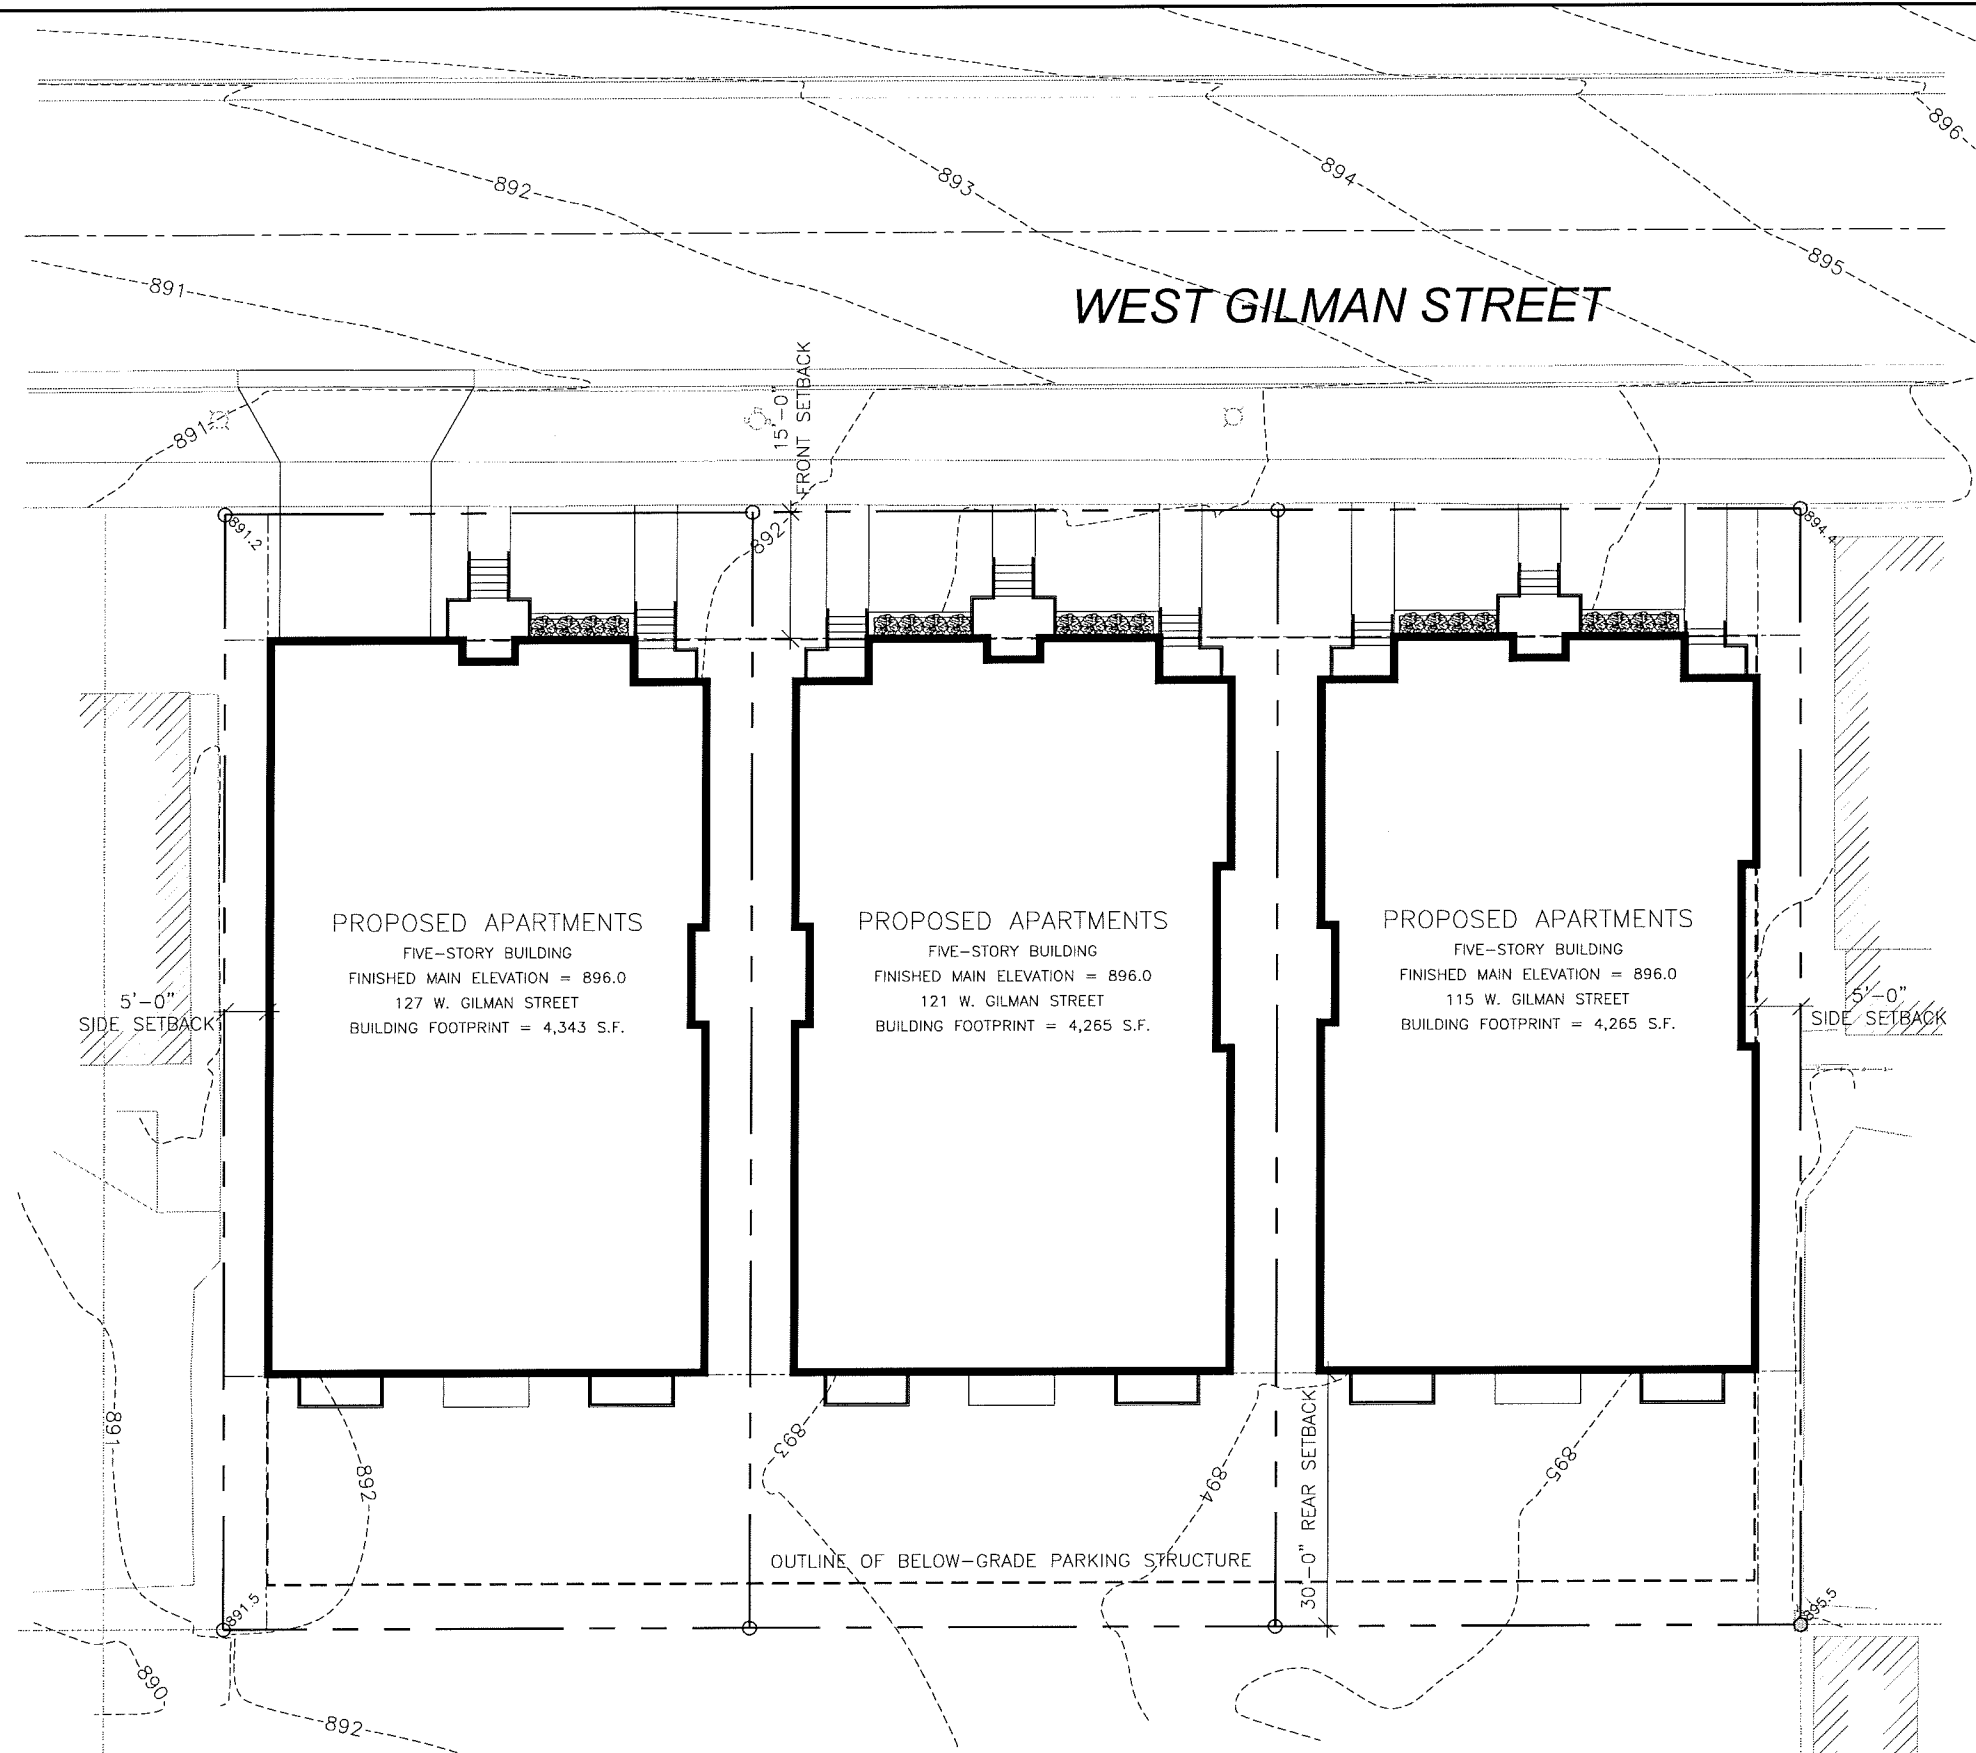 896
892
893
894
895
891
WEST GILMAN STREET
15'-0"
FRONT SETBACK
891
891.2
892
894.4
PROPOSED APARTMENTS
FIVE-STORY BUILDING
FINISHED MAIN ELEVATION = 896.0
127 W. GILMAN STREET
BUILDING FOOTPRINT = 4,343 S.F.
PROPOSED APARTMENTS
FIVE-STORY BUILDING
FINISHED MAIN ELEVATION = 896.0
121 W. GILMAN STREET
BUILDING FOOTPRINT = 4,265 S.F.
PROPOSED APARTMENTS
FIVE-STORY BUILDING
FINISHED MAIN ELEVATION = 896.0
115 W. GILMAN STREET
BUILDING FOOTPRINT = 4,265 S.F.
5'-0"
SIDE SETBACK
5'-0"
SIDE SETBACK
891
892
893
894
895
30'-0" REAR SETBACK
OUTLINE OF BELOW-GRADE PARKING STRUCTURE
891.5
895.5
890
892